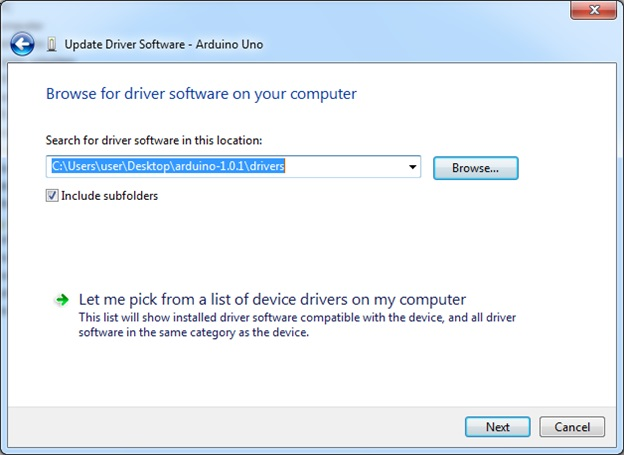 Update Driver Software - Arduino Uno
Browse for driver software on your computer
Search for driver software in this location:
C:\Users\user\Desktop\arduino-1.0.1\drivers
Browse...
Include subfolders
Let me pick from a list of device drivers on my computer
This list will show installed driver software compatible with the device, and all driver
software in the same category as the device.
Next
Cancel